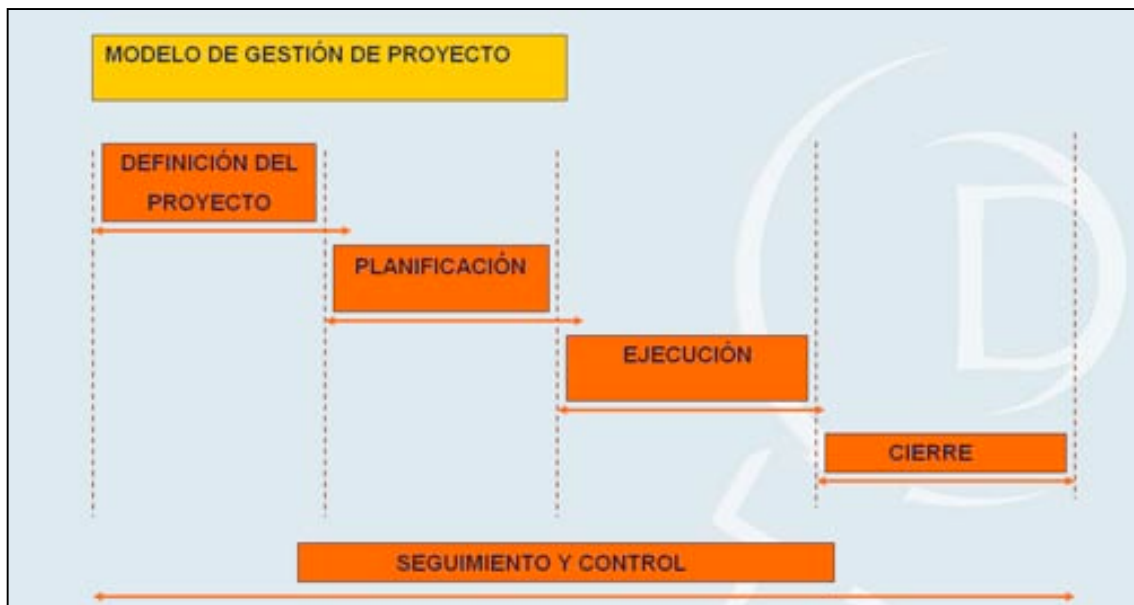 MODELO DE GESTIÓN DE PROYECTO
DEFINICIÓN DEL
PROYECTO
PLANIFICACIÓN
EJECUCIÓN
CIERRE
SEGUIMIENTO Y CONTROL